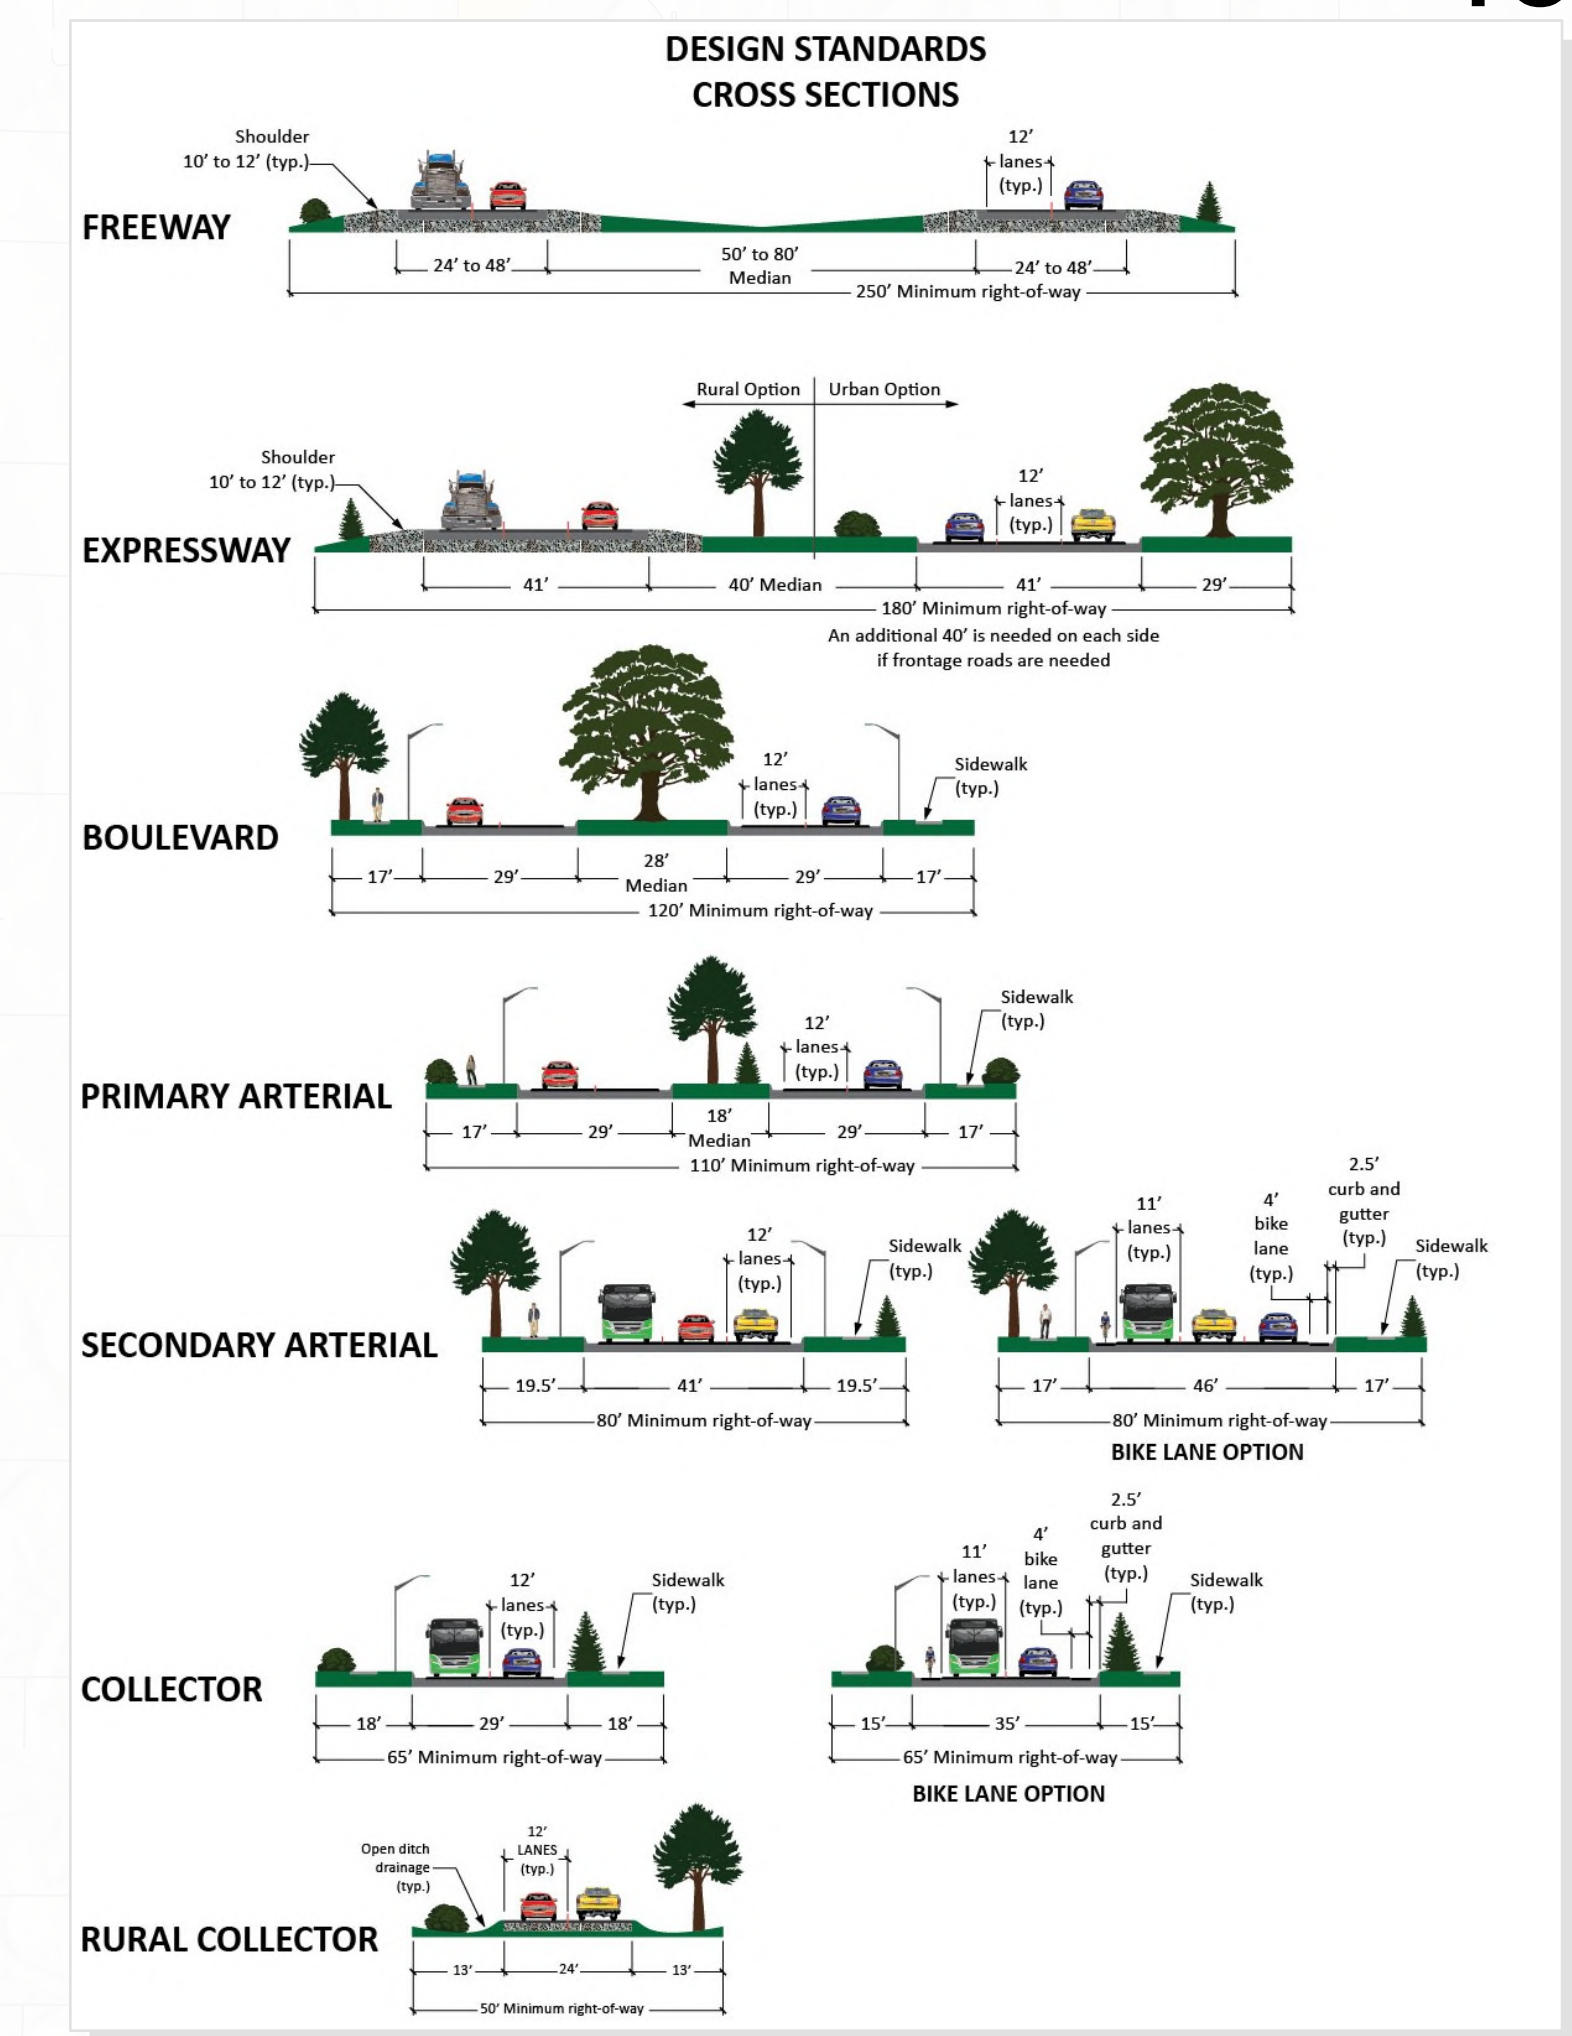 DESIGN STANDARDS
CROSS SECTIONS
FREEWAY
Shoulder
10’ to 12’ (typ.)
12’
lanes
(typ.)
24’ to 48’
50’ to 80’
Median
24’ to 48’
250’ Minimum right-of-way
EXPRESSWAY
Rural Option
Urban Option
Shoulder
10’ to 12’ (typ.)
12’
lanes
(typ.)
41’
40’ Median
41’
29’
180’ Minimum right-of-way
An additional 40’ is needed on each side
if frontage roads are needed
BOULEVARD
12’
lanes
(typ.)
Sidewalk
(typ.)
17’
29’
28’
Median
29’
17’
120’ Minimum right-of-way
PRIMARY ARTERIAL
12’
lanes
(typ.)
Sidewalk
(typ.)
17’
29’
18’
Median
29’
17’
110’ Minimum right-of-way
SECONDARY ARTERIAL
12’
lanes
(typ.)
Sidewalk
(typ.)
19.5’
41’
19.5’
80’ Minimum right-of-way
11’
lanes
(typ.)
4’
bike
lane
(typ.)
2.5’
curb and
gutter
(typ.)
Sidewalk
(typ.)
17’
46’
17’
80’ Minimum right-of-way
BIKE LANE OPTION
COLLECTOR
12’
lanes
(typ.)
Sidewalk
(typ.)
18’
29’
18’
65’ Minimum right-of-way
11’
lanes
(typ.)
4’
bike
lane
(typ.)
2.5’
curb and
gutter
(typ.)
Sidewalk
(typ.)
15’
35’
15’
65’ Minimum right-of-way
BIKE LANE OPTION
RURAL COLLECTOR
Open ditch
drainage
(typ.)
12’
LANES
(typ.)
13’
24’
13’
50’ Minimum right-of-way